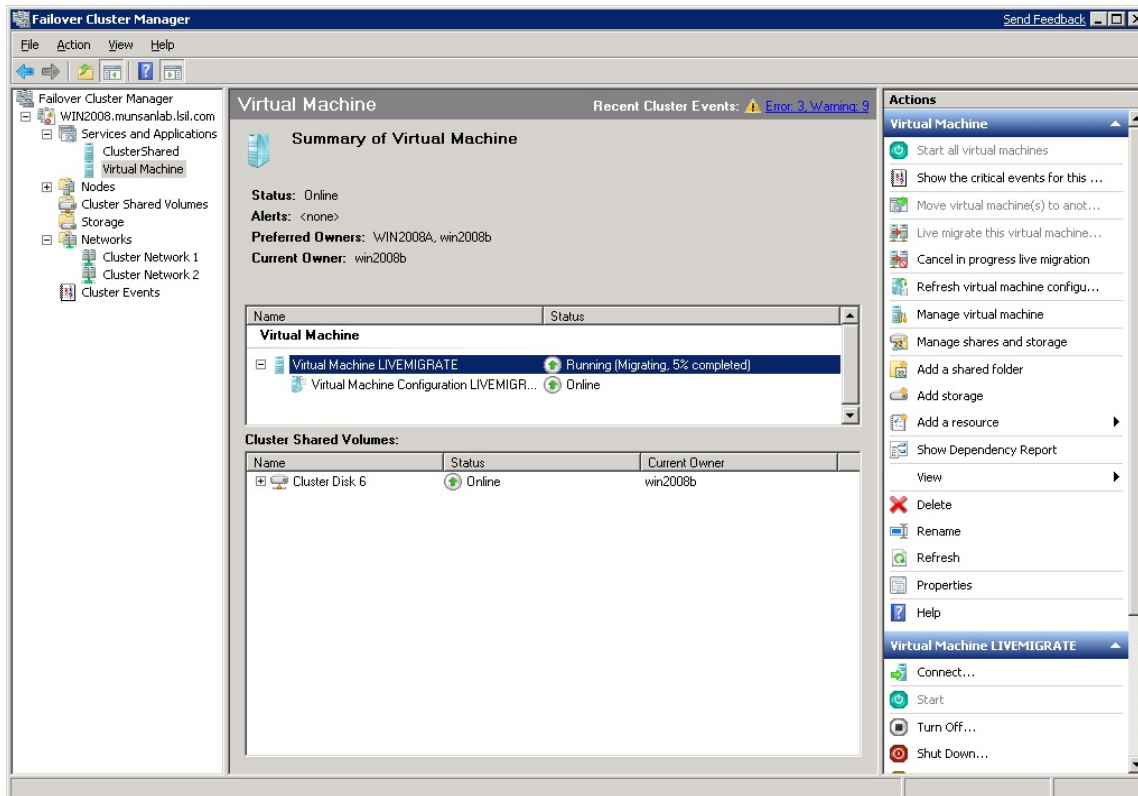 Failover Cluster Manager
Send Feedback
File Action View Help
Failover Cluster Manager
WIN2008.munsanlab.lsil.com
Services and Applications
ClusterShared
Virtual Machine
Nodes
Cluster Shared Volumes
Storage
Networks
Cluster Network 1
Cluster Network 2
Cluster Events
Virtual Machine
Recent Cluster Events: Error: 3, Warning: 9
Summary of Virtual Machine
Status: Online
Alerts: <none>
Preferred Owners: WIN2008A, win2008b
Current Owner: win2008b
Name Status
Virtual Machine
Virtual Machine LIVEMIGRATE Running (Migrating, 5% completed)
Virtual Machine Configuration LIVEMIGR... Online
Cluster Shared Volumes:
Name Status Current Owner
Cluster Disk 6 Online win2008b
Actions
Virtual Machine
Start all virtual machines
Show the critical events for this ...
Move virtual machine(s) to anot...
Live migrate this virtual machine...
Cancel in progress live migration
Refresh virtual machine configu...
Manage virtual machine
Manage shares and storage
Add a shared folder
Add storage
Add a resource
Show Dependency Report
View
Delete
Rename
Refresh
Properties
Help
Virtual Machine LIVEMIGRATE
Connect...
Start
Turn Off...
Shut Down...